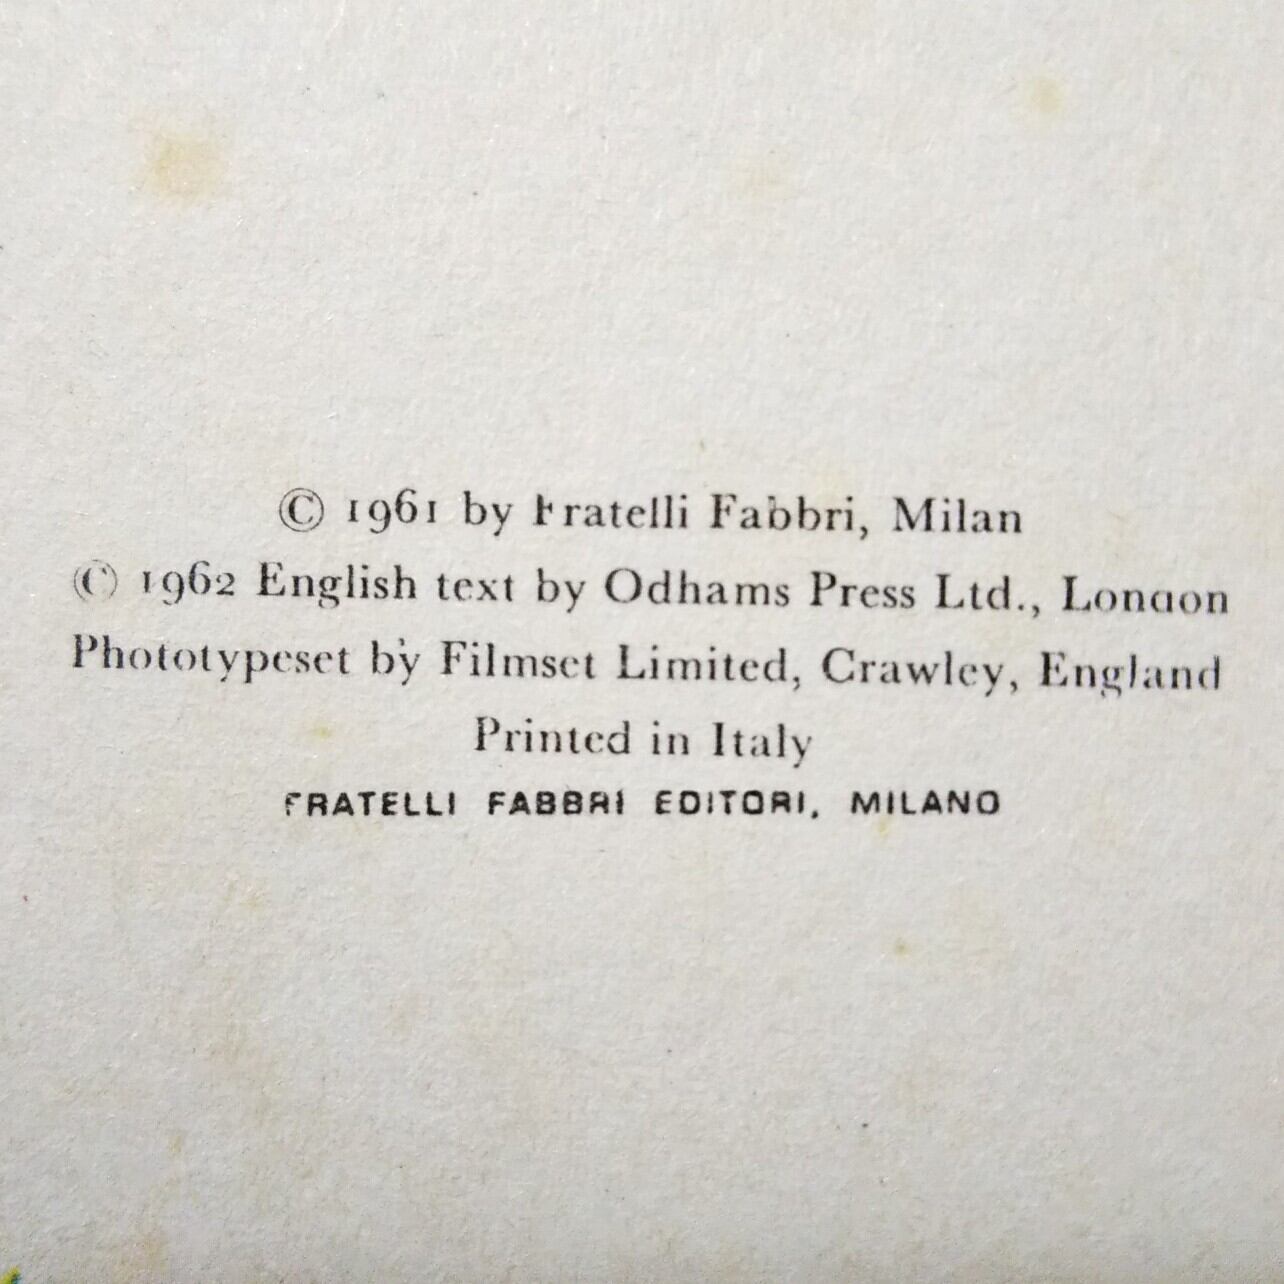 © 1961 by Fratelli Fabbri, Milan
© 1962 English text by Odhams Press Ltd., London
Phototypeset by Filmset Limited, Crawley, England
Printed in Italy
FRATELLI FABBRI EDITORI, MILANO